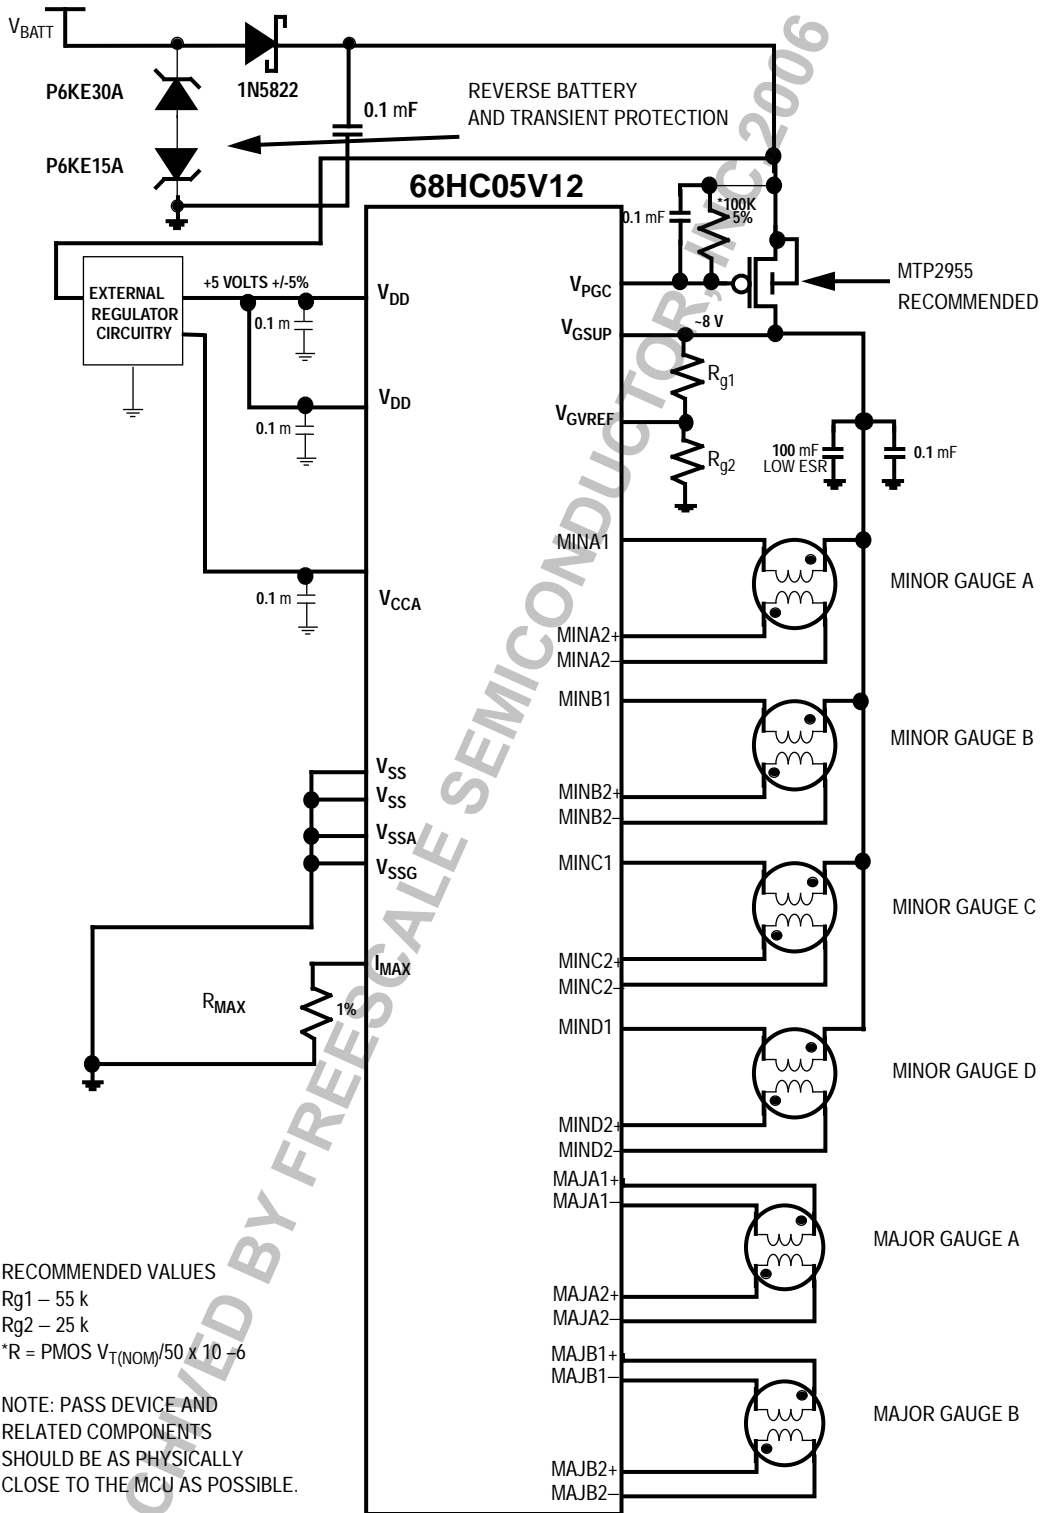 VBATT
P6KE30A
1N5822
0.1 mF
REVERSE BATTERY
AND TRANSIENT PROTECTION
P6KE15A
68HC05V12
0.1 mF
*100K
5%
EXTERNAL
REGULATOR
CIRCUITRY
+5 VOLTS +/-5%
VDD
0.1 m
VPGC
MTP2955
RECOMMENDED
VGSUP
~8 V
Rg1
VDD
0.1 m
VGVREF
Rg2
100 mF
LOW ESR
0.1 mF
MINA1
MINOR GAUGE A
0.1 m
VCCA
MINA2+
MINA2–
MINB1
MINOR GAUGE B
VSS
VSS
MINB2+
MINB2–
VSSA
VSSG
MINC1
MINOR GAUGE C
IMAX
MINC2+
MINC2–
RMAX
1%
MIND1
MINOR GAUGE D
MIND2+
MIND2–
MAJA1+
MAJA1–
MAJOR GAUGE A
MAJA2+
MAJA2–
RECOMMENDED VALUES
Rg1 – 55 k
Rg2 – 25 k
*R = PMOS VT(NOM)/50 x 10 –6
MAJB1+
MAJB1–
MAJOR GAUGE B
MAJB2+
MAJB2–
NOTE: PASS DEVICE AND
RELATED COMPONENTS
SHOULD BE AS PHYSICALLY
CLOSE TO THE MCU AS POSSIBLE.
CHIVED BY FREESCALE SEMICONDUCTOR, INC. 2006